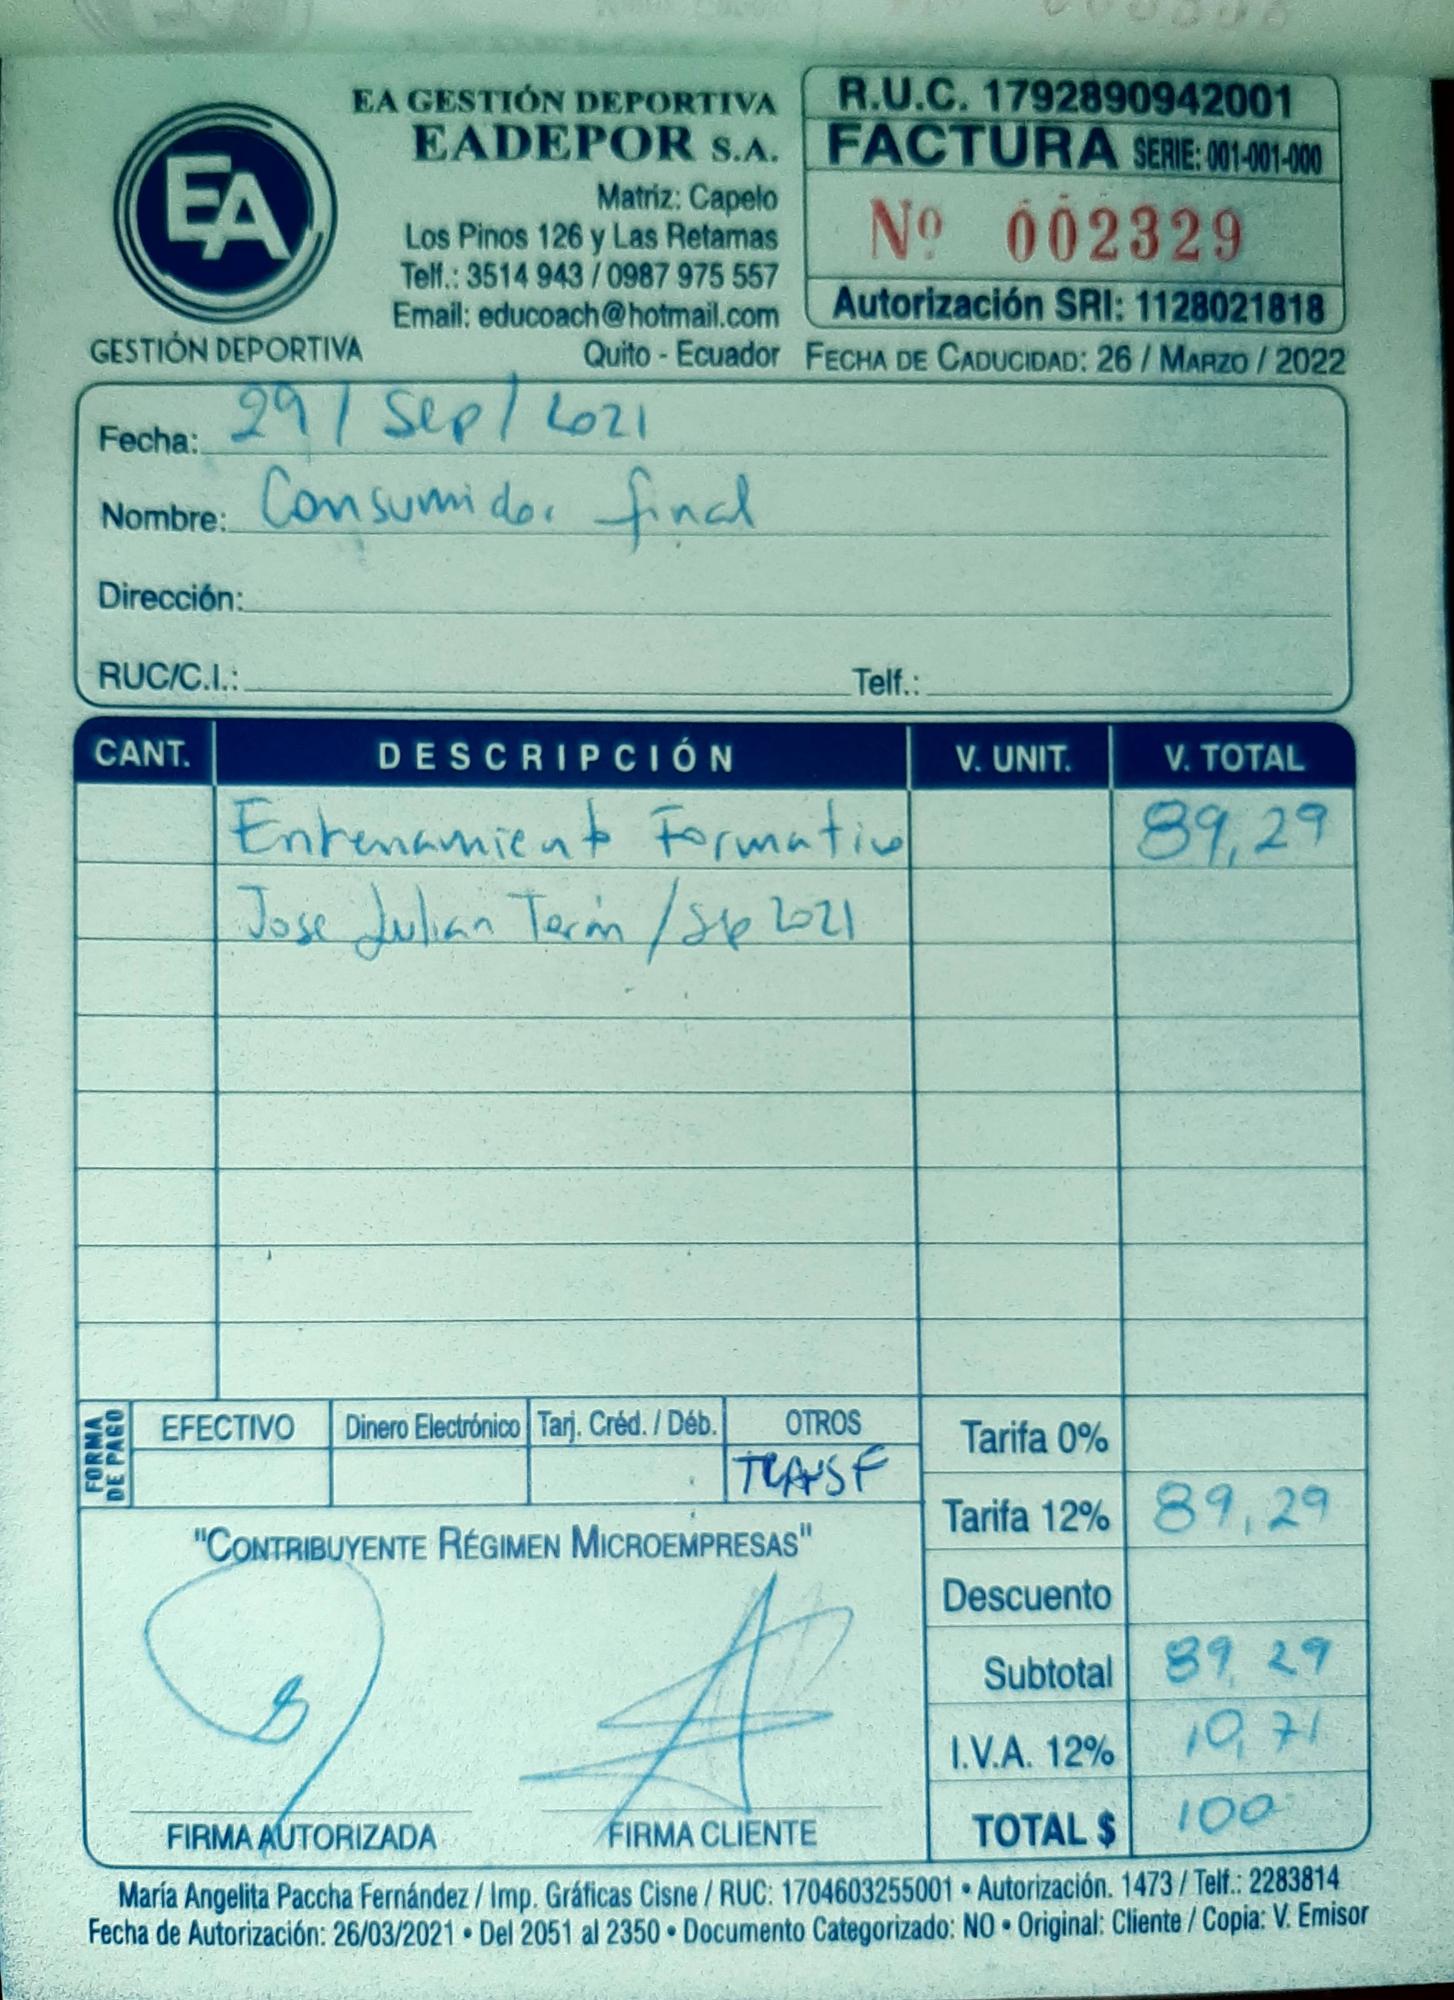 EA
GESTIÓN DEPORTIVA
EA GESTIÓN DEPORTIVA
EADEPOR S.A.
Matriz: Capelo
Los Pinos 126 y Las Retamas
Telf.: 3514 943 / 0987 975 557
Email: educoach@hotmail.com
Quito - Ecuador
R.U.C. 1792890942001
FACTURA SERIE: 001-001-000
Nº 002329
Autorización SRI: 1128021818
FECHA DE CADUCIDAD: 26 / MARZO / 2022
Fecha: 29 / Sep / 2021
Nombre: Consumidor final
Dirección:
RUC/C.I.: Telf.:
CANT. DESCRIPCIÓN V. UNIT. V. TOTAL
Entrenamiento Formativo 89,29
Jose Julian Terán / Sep 2021
FORMA DE PAGO
EFECTIVO Dinero Electrónico Tarj. Créd. / Déb. OTROS
TRANSF
Tarifa 0%
Tarifa 12% 89,29
Descuento
Subtotal 89,29
I.V.A. 12% 10,71
TOTAL $ 100
"CONTRIBUYENTE RÉGIMEN MICROEMPRESAS"
FIRMA AUTORIZADA FIRMA CLIENTE
María Angelita Paccha Fernández / Imp. Gráficas Cisne / RUC: 1704603255001 • Autorización. 1473 / Telf.: 2283814
Fecha de Autorización: 26/03/2021 • Del 2051 al 2350 • Documento Categorizado: NO • Original: Cliente / Copia: V. Emisor